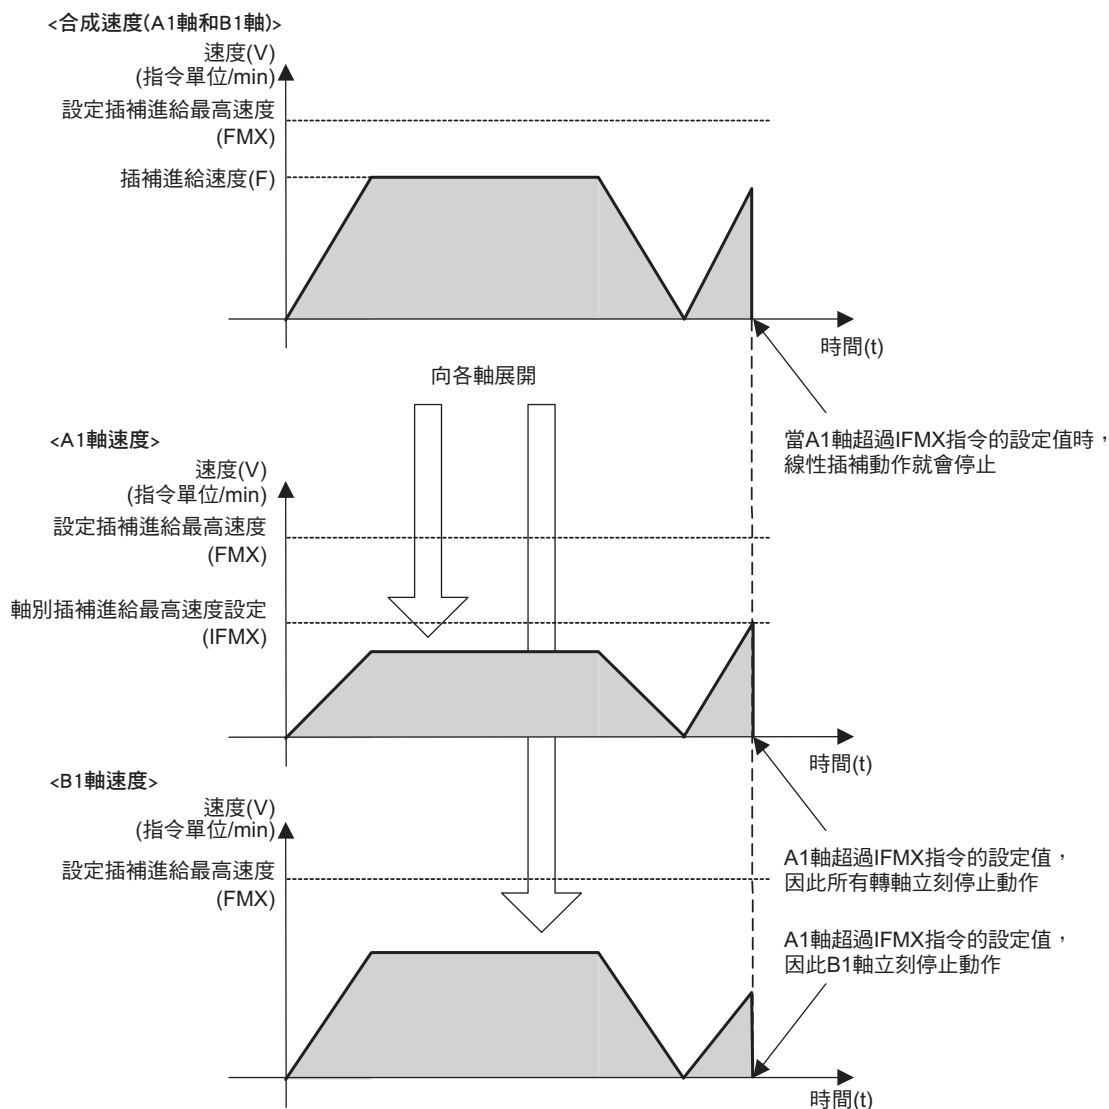 <合成速度(A1軸和B1軸)>
速度(V)
(指令單位/min)
設定插補進給最高速度
(FMX)
插補進給速度(F)
時間(t)
向各軸展開
當A1軸超過IFMX指令的設定值時，
線性插補動作就會停止
<A1軸速度>
速度(V)
(指令單位/min)
設定插補進給最高速度
(FMX)
軸別插補進給最高速度設定
(IFMX)
時間(t)
<B1軸速度>
速度(V)
(指令單位/min)
設定插補進給最高速度
(FMX)
A1軸超過IFMX指令的設定值，
因此所有轉軸立刻停止動作
A1軸超過IFMX指令的設定值，
因此B1軸立刻停止動作
時間(t)